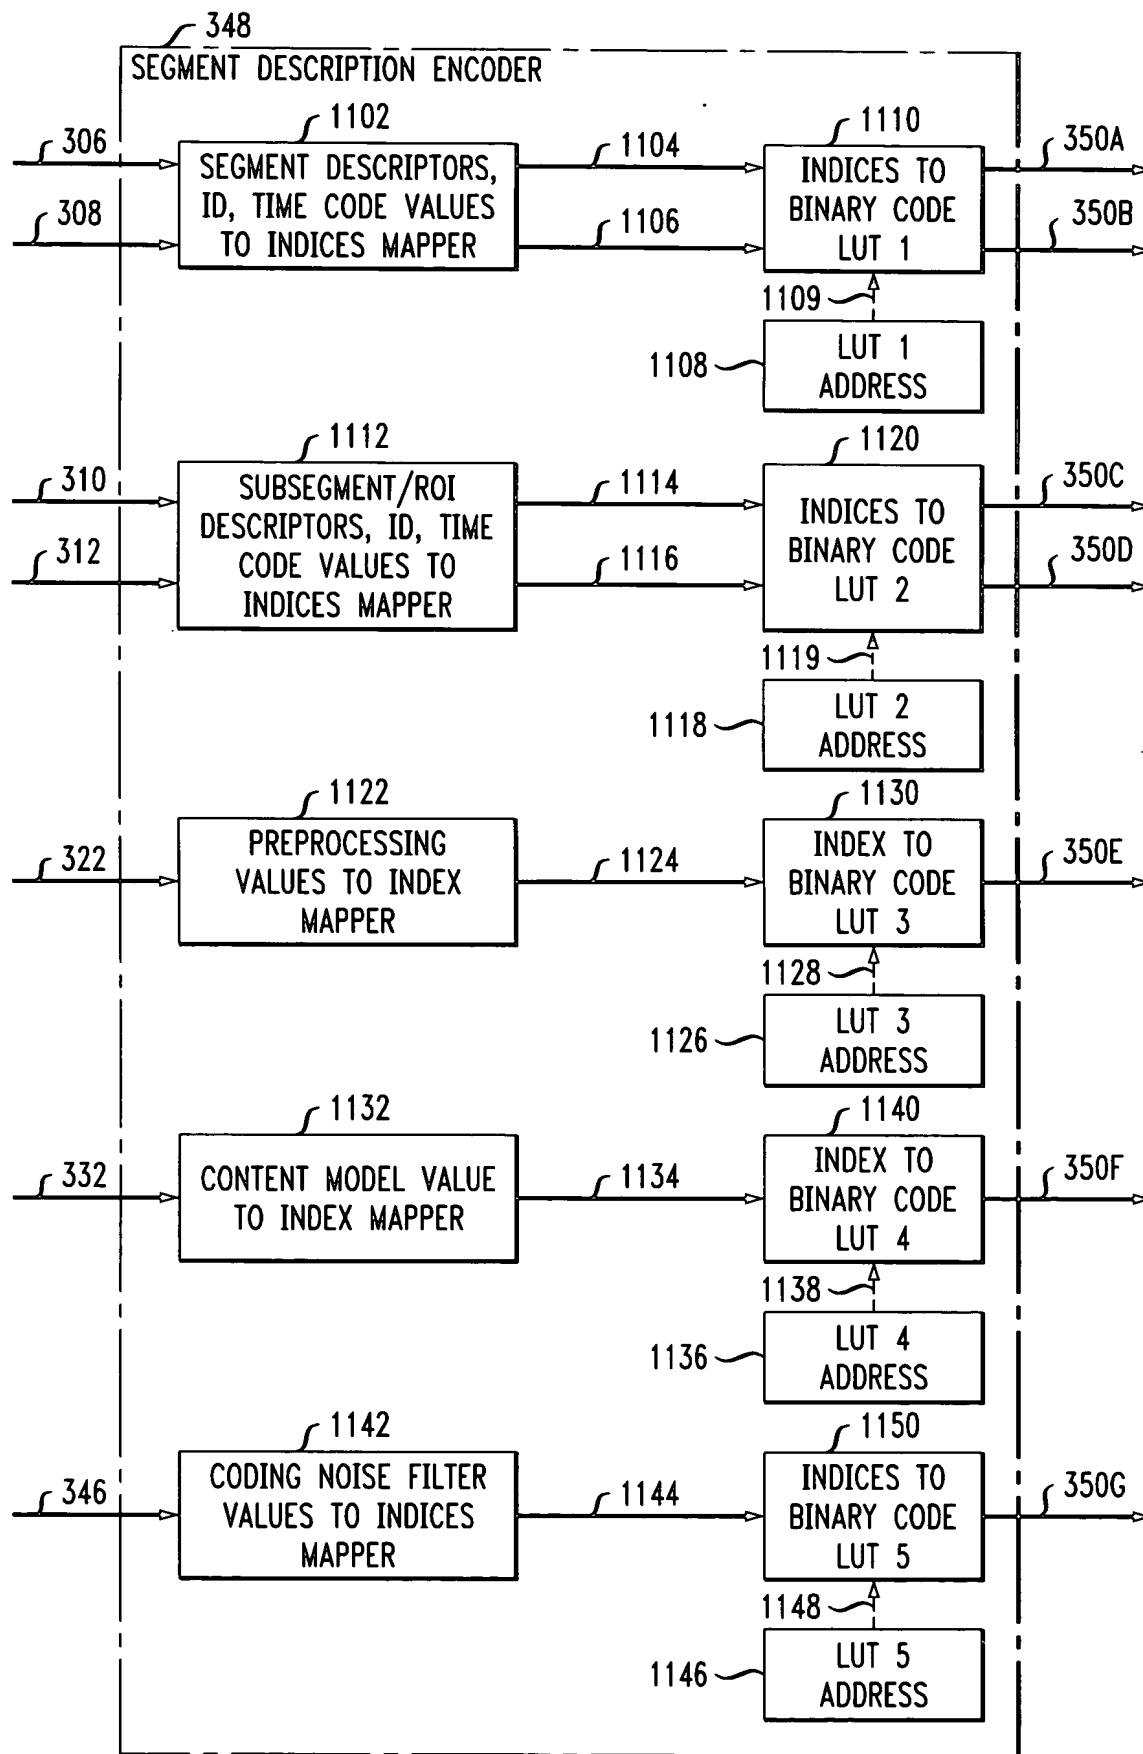 348
SEGMENT DESCRIPTION ENCODER
306
308
1102
SEGMENT DESCRIPTORS,
ID, TIME CODE VALUES
TO INDICES MAPPER
1104
1106
1110
INDICES TO
BINARY CODE
LUT 1
350A
350B
1109
1108
LUT 1
ADDRESS
310
312
1112
SUBSEGMENT/ROI
DESCRIPTORS, ID, TIME
CODE VALUES TO
INDICES MAPPER
1114
1116
1120
INDICES TO
BINARY CODE
LUT 2
350C
350D
1119
1118
LUT 2
ADDRESS
322
1122
PREPROCESSING
VALUES TO INDEX
MAPPER
1124
1130
INDEX TO
BINARY CODE
LUT 3
350E
1128
1126
LUT 3
ADDRESS
332
1132
CONTENT MODEL VALUE
TO INDEX MAPPER
1134
1140
INDEX TO
BINARY CODE
LUT 4
350F
1138
1136
LUT 4
ADDRESS
346
1142
CODING NOISE FILTER
VALUES TO INDICES
MAPPER
1144
1150
INDICES TO
BINARY CODE
LUT 5
350G
1148
1146
LUT 5
ADDRESS